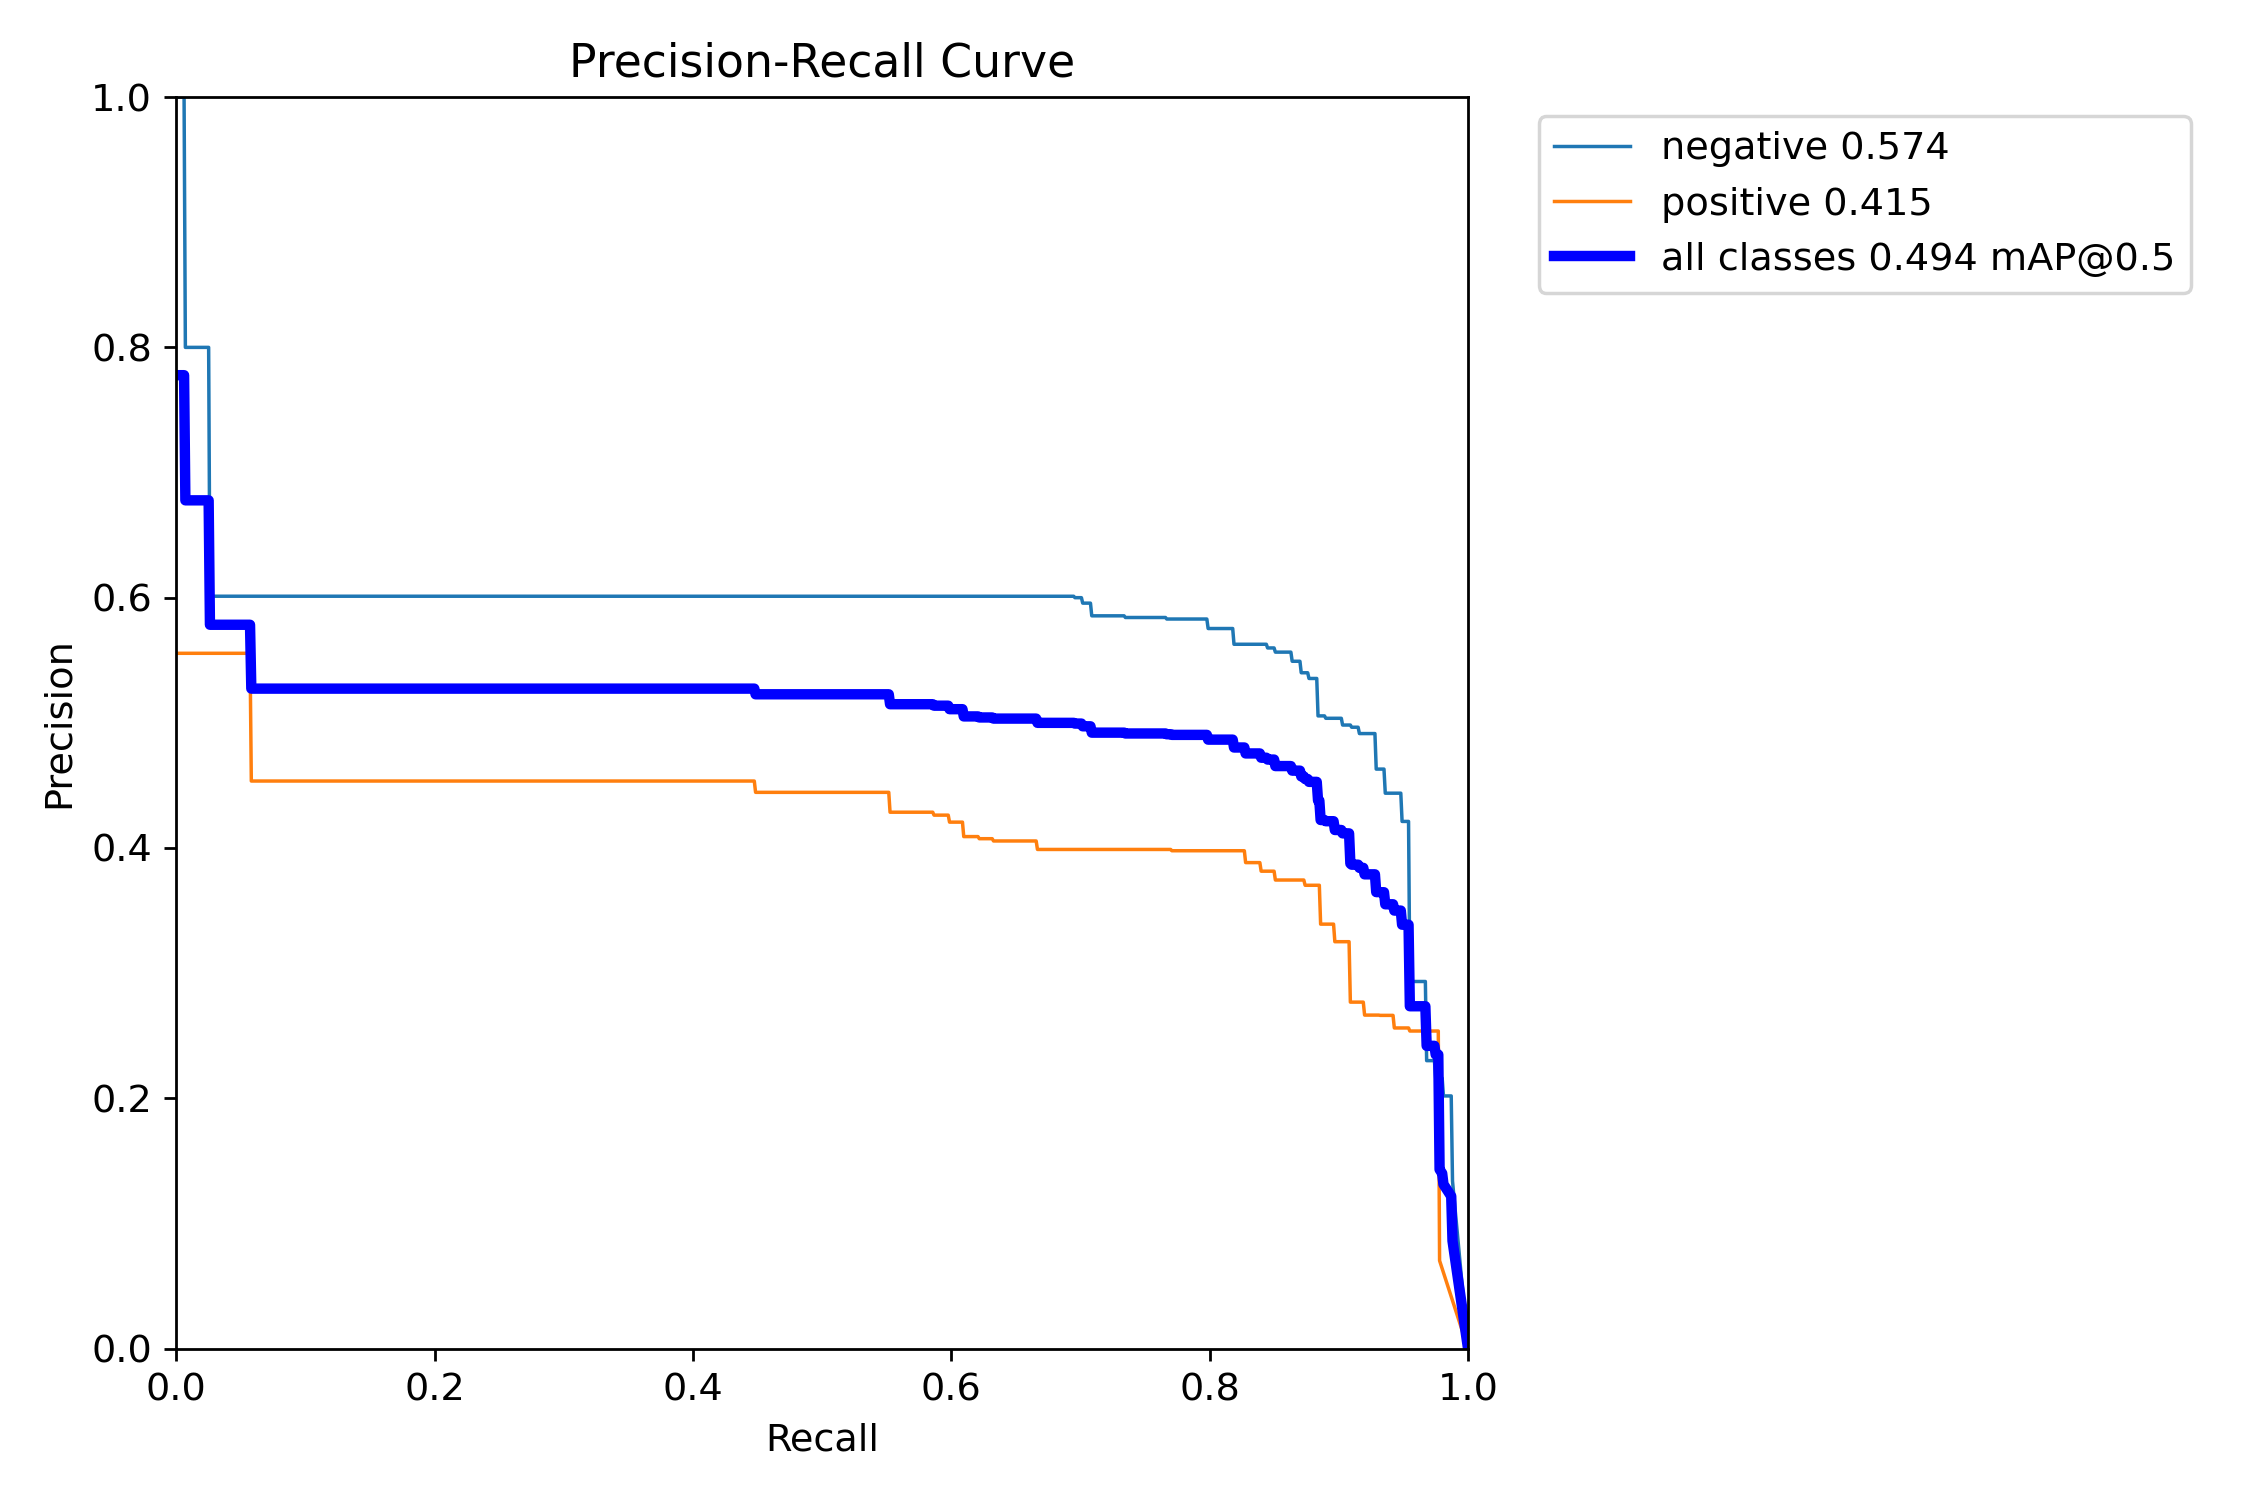 Precision-Recall Curve
1.0
0.8
0.6
0.4
0.2
0.0
Precision
0.0 0.2 0.4 0.6 0.8 1.0
Recall
negative 0.574
positive 0.415
all classes 0.494 mAP@0.5